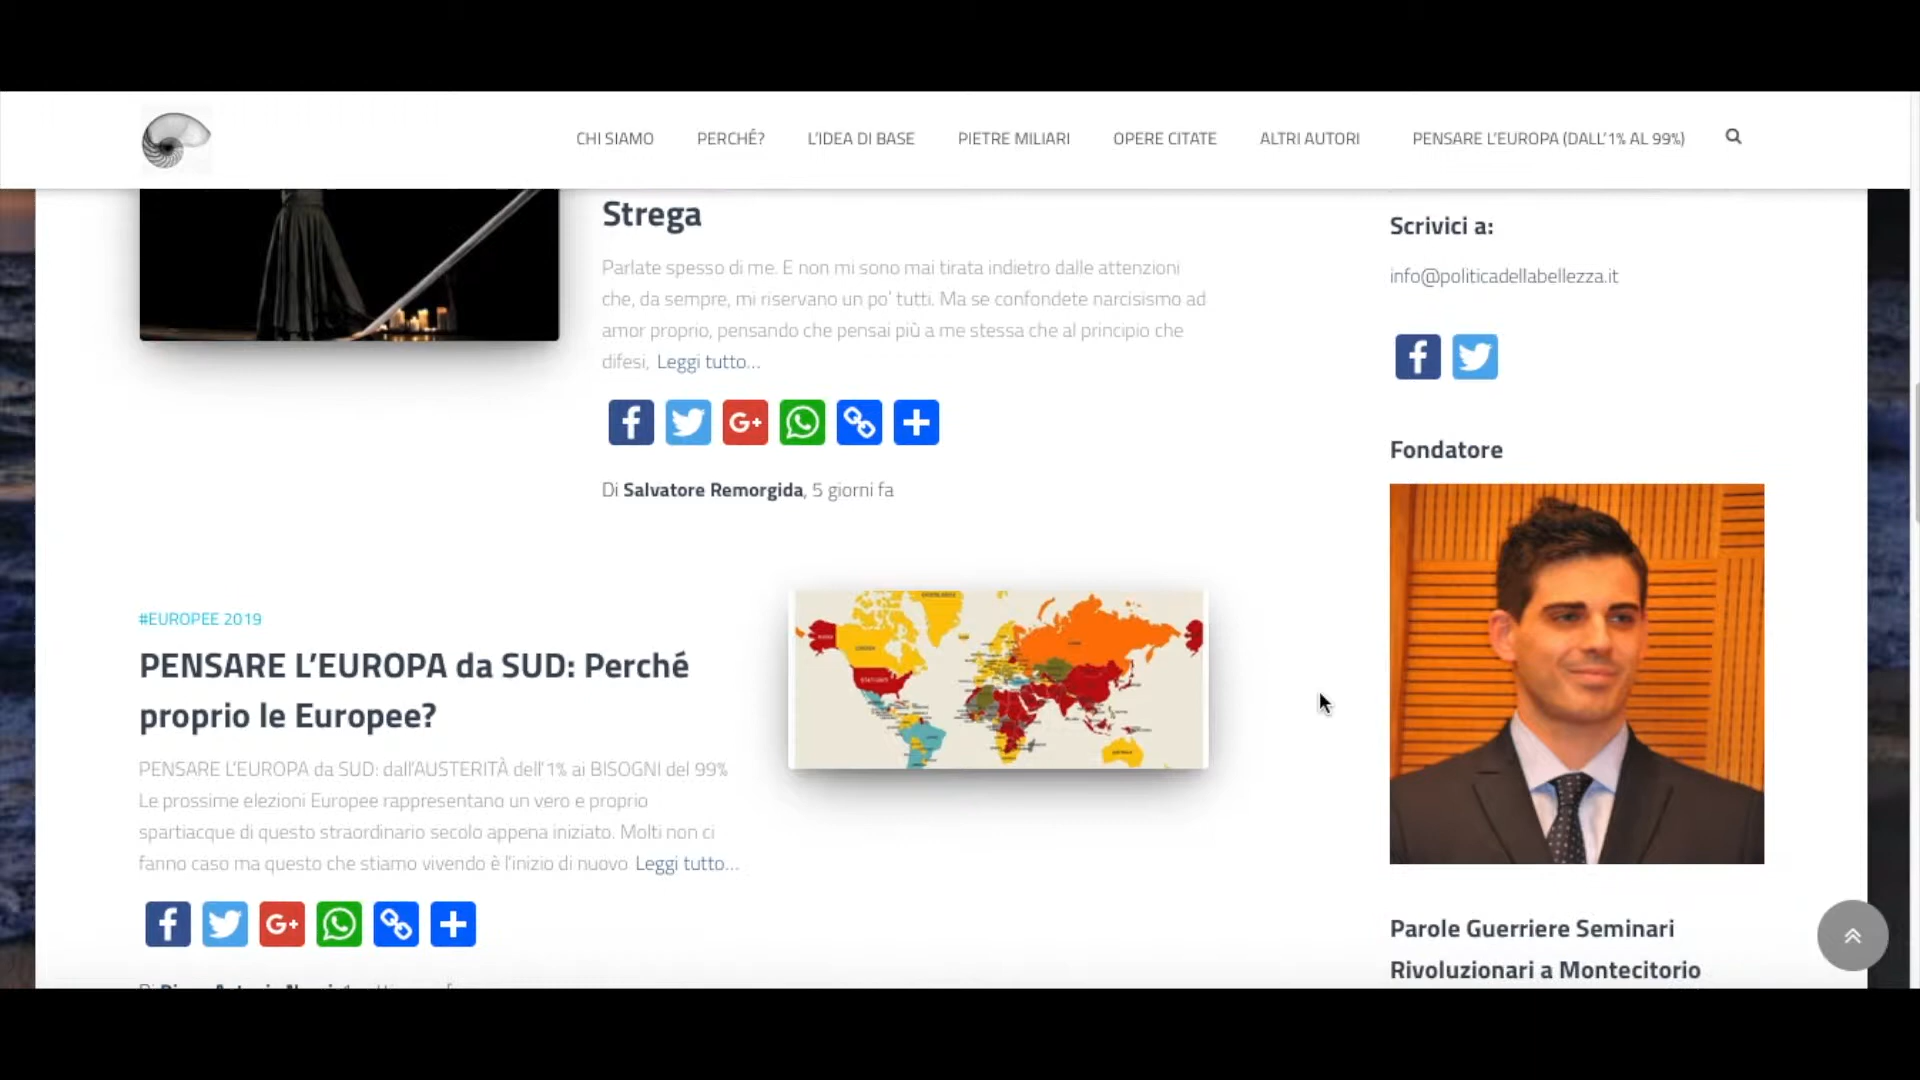 CHI SIAMO PERCHÉ? L'IDEA DI BASE PIETRE MILIARI OPERE CITATE ALTRI AUTORI PENSARE L'EUROPA (DALL'1% AL 99%)
Strega
Parlate spesso di me. E non mi sono mai tirata indietro dalle attenzioni
che, da sempre, mi riservano un po' tutti. Ma se confondete narcisismo ad
amor proprio, pensando che pensai più a me stessa che al principio che
difesi, Leggi tutto...
Di Salvatore Remorgida, 5 giorni fa
#EUROPEE 2019
PENSARE L'EUROPA da SUD: Perché
proprio le Europee?
PENSARE L'EUROPA da SUD: dall'AUSTERITÀ dell'1% ai BISOGNI del 99%
Le prossime elezioni Europee rappresentano un vero e proprio
spartiacque di questo straordinario secolo appena iniziato. Molti non ci
fanno caso ma questo che stiamo vivendo è l'inizio di nuovo Leggi tutto...
Scrivici a:
info@politicadellabellezza.it
Fondatore
Parole Guerriere Seminari
Rivoluzionari a Montecitorio